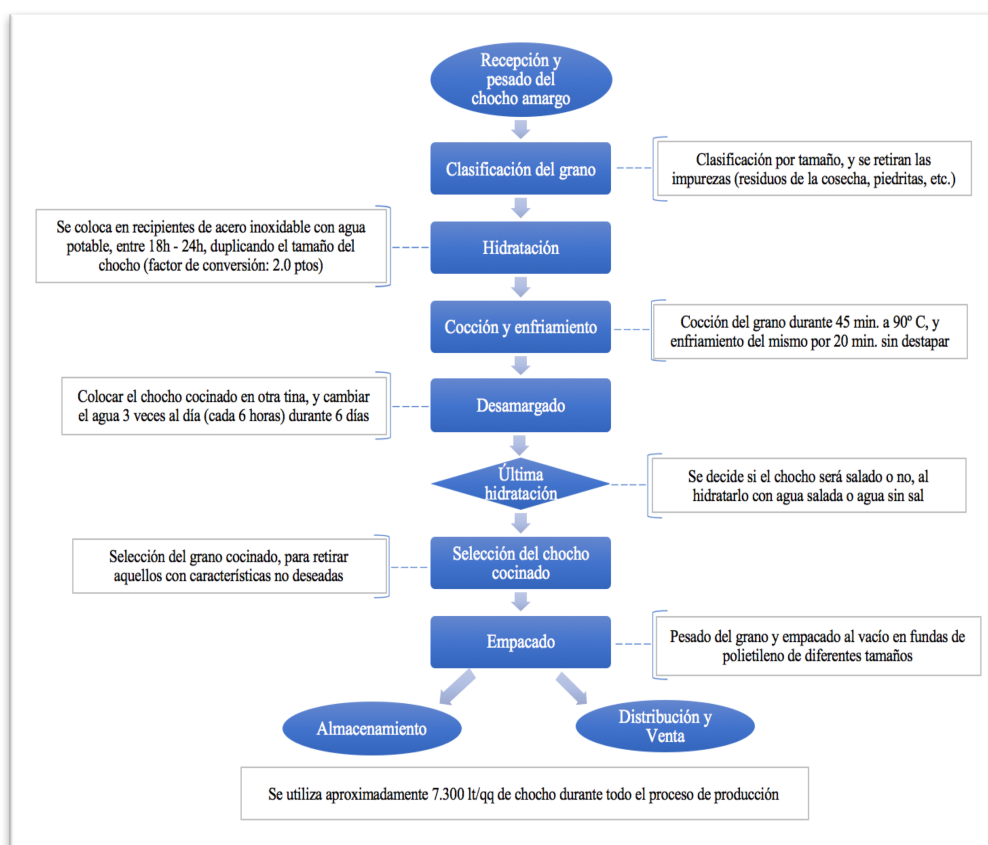 Recepción y
pesado del
chocho amargo
Clasificación del grano
Clasificación por tamaño, y se retiran las
impurezas (residuos de la cosecha, piedritas, etc.)
Se coloca en recipientes de acero inoxidable con agua
potable, entre 18h - 24h, duplicando el tamaño del
chocho (factor de conversión: 2.0 ptos)
Hidratación
Cocción y enfriamiento
Cocción del grano durante 45 min. a 90º C, y
enfriamiento del mismo por 20 min. sin destapar
Colocar el chocho cocinado en otra tina, y cambiar
el agua 3 veces al día (cada 6 horas) durante 6 días
Desamargado
Última
hidratación
Se decide si el chocho será salado o no, al
hidratarlo con agua salada o agua sin sal
Selección del grano cocinado, para retirar
aquellos con características no deseadas
Selección del chocho
cocinado
Empacado
Pesado del grano y empacado al vacío en fundas de
polietileno de diferentes tamaños
Almacenamiento
Distribución y
Venta
Se utiliza aproximadamente 7.300 lt/qq de chocho durante todo el proceso de producción